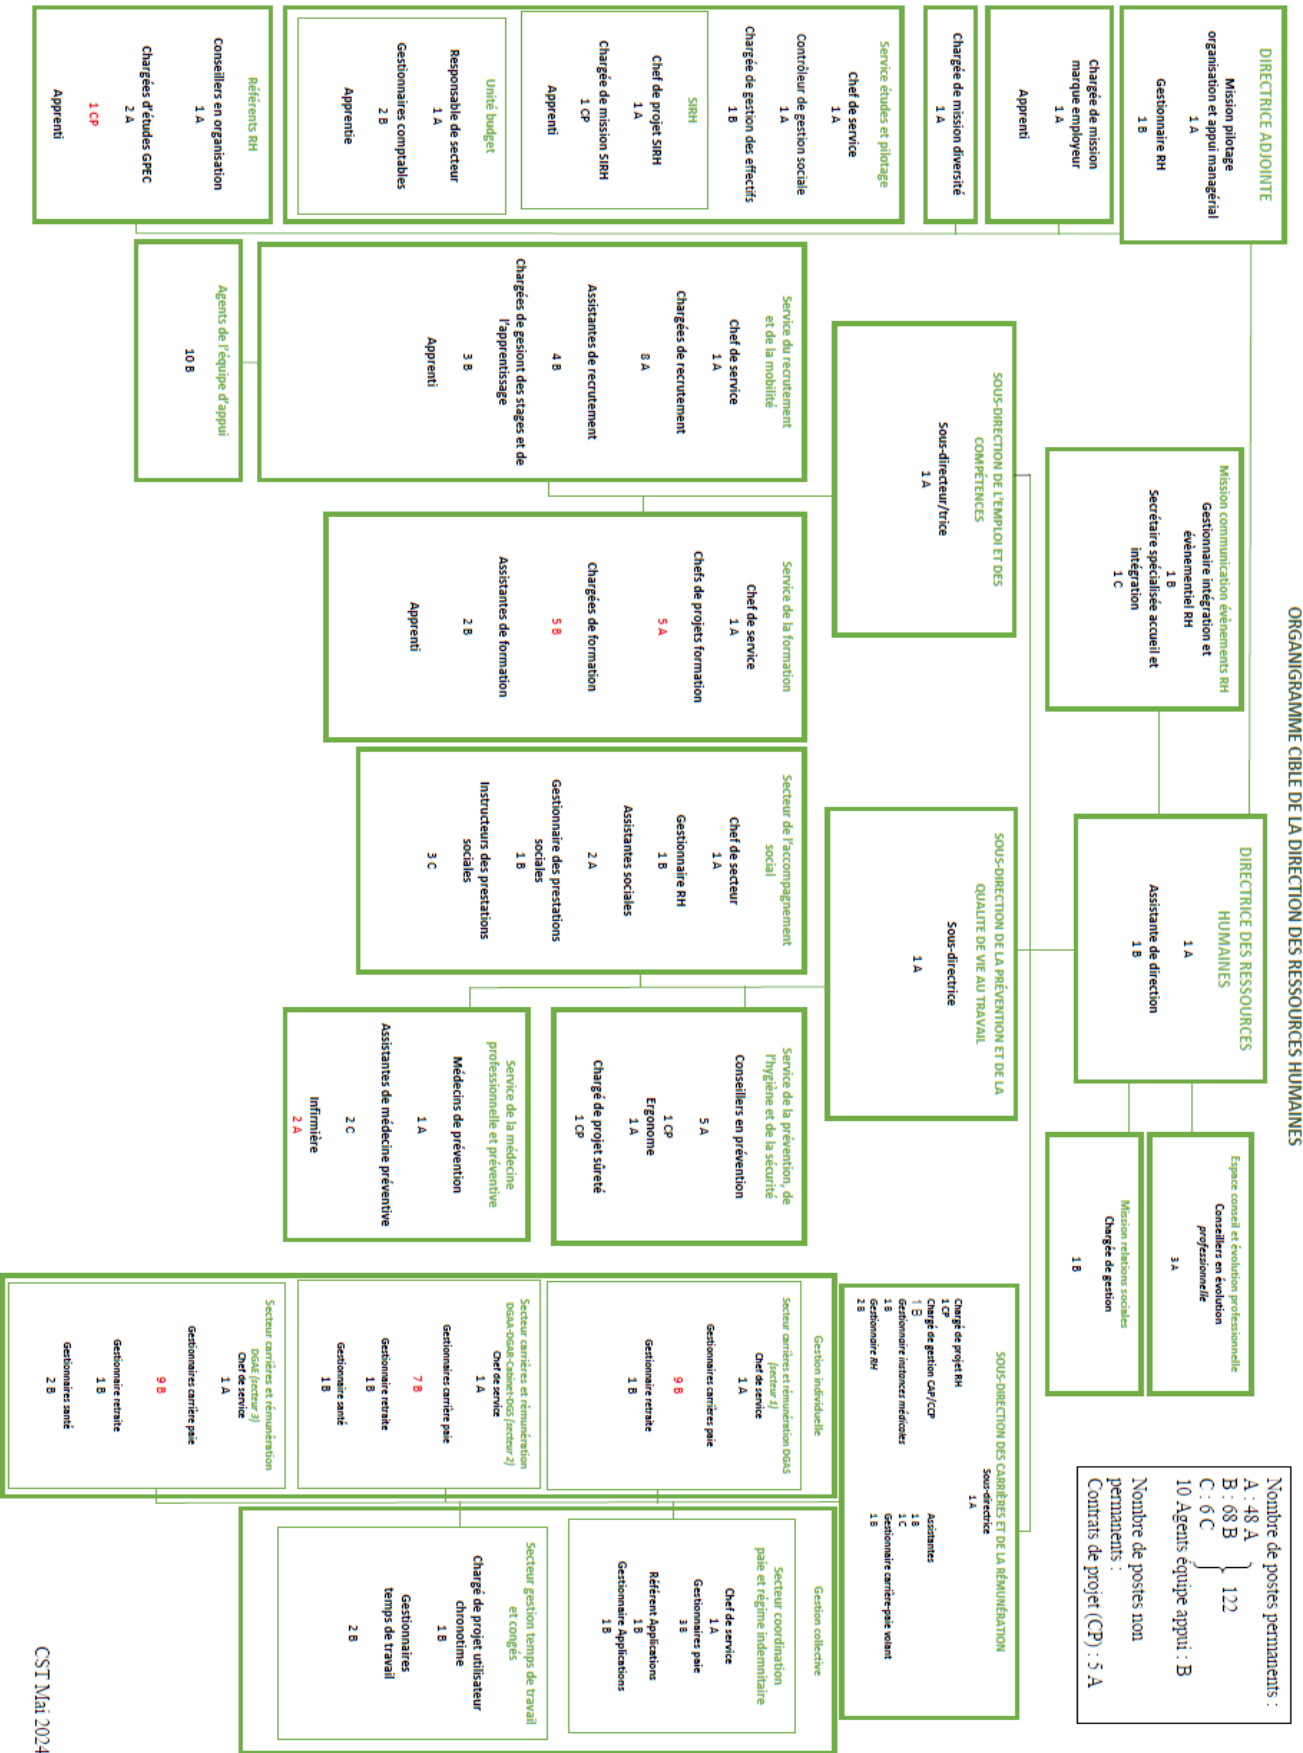 ORGANIGRAMME CIBLE DE LA DIRECTION DES RESSOURCES HUMAINES
DIRECTRICE ADJOINTE
Mission pilotage
organisation et appui managérial
1 A
Gestionnaire RH
1 B
Mission communication évènements RH
Gestionnaire intégration et
évènementiel RH
1 B
Secrétaire spécialisée accueil et
intégration
1 C
DIRECTRICE DES RESSOURCES
HUMAINES
1 A
Assistante de direction
1 B
Espace conseil et évolution professionnelle
Conseillers en évolution
professionnelle
3 A
Mission relations sociales
Chargée de gestion
1 B
Nombre de postes permanents :
A : 48 A
B : 68 B
C : 6 C
122
10 Agents équipe appui : B
Nombre de postes non
permanents :
Contrats de projet (CP) : 5 A
Chargée de mission
marque employeur
1 A
Apprenti
Chargée de mission diversité
1 A
Service études et pilotage
Chef de service
1 A
Contrôleur de gestion sociale
1 A
Chargée de gestion des effectifs
1 B
SIRH
Chef de projet SIRH
1 A
Chargée de mission SIRH
1 CP
Apprenti
Unité budget
Responsable de secteur
1 A
Gestionnaires comptables
2 B
Apprentie
Référents RH
Conseillers en organisation
1 A
Chargées d'études GPEC
2 A
1 CP
Apprenti
SOUS-DIRECTION DE L'EMPLOI ET DES
COMPÉTENCES
Sous-directeur/trice
1 A
Service du recrutement
et de la mobilité
Chef de service
1 A
Chargées de recrutement
8 A
Assistantes de recrutement
4 B
Chargées de gesiont des stages et de
l'apprentissage
3 B
Apprenti
Agents de l'équipe d'appui
10 B
Service de la formation
Chef de service
1 A
Chefs de projets formation
5 A
Chargées de formation
5 B
Assistantes de formation
2 B
Apprenti
SOUS-DIRECTION DE LA PRÉVENTION ET DE LA
QUALITE DE VIE AU TRAVAIL
Sous-directrice
1 A
Secteur de l'accompagnement
social
Chef de secteur
1 A
Gestionnaire RH
1 B
Assistantes sociales
2 A
Gestionnaire des prestations
sociales
1 B
Instructeurs des prestations
sociales
3 C
Service de la prévention, de
l'hygiène et de la sécurité
Conseillers en prévention
5 A
1 CP
Ergonome
1 A
Chargé de projet sûreté
1 CP
Service de la médecine
professionnelle et préventive
Médecins de prévention
1 A
Assistantes de médecine préventive
2 C
Infirmière
2 A
SOUS-DIRECTION DES CARRIÈRES ET DE LA RÉMUNÉRATION
Sous-directrice
1 A
Chargé de projet RH
1 CP
Chargé de gestion CAP/CCP
1 B
Gestionnaire instances médicales
1 B
Gestionnaire RH
2 B
Assistantes
1 B
1 C
Gestionnaire carrière-paie volant
1 B
Gestion individuelle
Secteur carrières et rémunération DGAS
(secteur 1)
Chef de service
1 A
Gestionnaires carrieres paie
9 B
Gestionnaire retraite
1 B
Secteur carrières et rémunération
DGAA-DGAR-Cabinet-DGS (secteur 2)
Chef de service
1 A
Gestionnaires carrière paie
7 B
Gestionnaire retraite
1 B
Gestionnaire santé
1 B
Secteur carrières et rémunération
DGAE (secteur 3)
Chef de service
1 A
Gestionnaires carrière paie
9 B
Gestionnaire retraite
1 B
Gestionnaires santé
2 B
Gestion collective
Secteur coordination
paie et régime indemnitaire
Chef de service
1 A
Gestionnaires paie
3 B
Référent Applications
1 B
Gestionnaire Applications
1 B
Secteur gestion temps de travail
et congés
Chargé de projet utilisateur
chronotime
1 B
Gestionnaires
temps de travail
2 B
CST Mai 2024